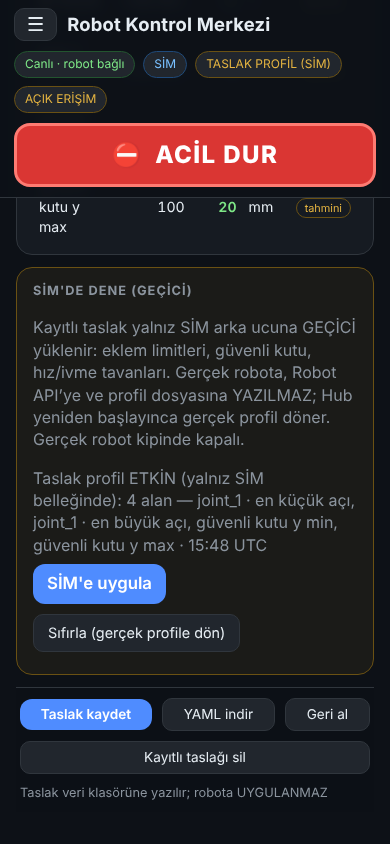 ☰ Robot Kontrol Merkezi
Canlı · robot bağlı SİM TASLAK PROFİL (SİM)
AÇIK ERİŞİM
⛔ ACİL DUR
kutu y 100 20 mm tahmini
max
SİM'DE DENE (GEÇİCİ)
Kayıtlı taslak yalnız SİM arka ucuna GEÇİCİ
yüklenir: eklem limitleri, güvenli kutu,
hız/ivme tavanları. Gerçek robota, Robot
API’ye ve profil dosyasına YAZILMAZ; Hub
yeniden başlayınca gerçek profil döner.
Gerçek robot kipinde kapalı.
Taslak profil ETKİN (yalnız SİM
belleğinde): 4 alan — joint_1 · en küçük açı,
joint_1 · en büyük açı, güvenli kutu y min,
güvenli kutu y max · 15:48 UTC
SİM'e uygula
Sıfırla (gerçek profile dön)
Taslak kaydet YAML indir Geri al
Kayıtlı taslağı sil
Taslak veri klasörüne yazılır; robota UYGULANMAZ